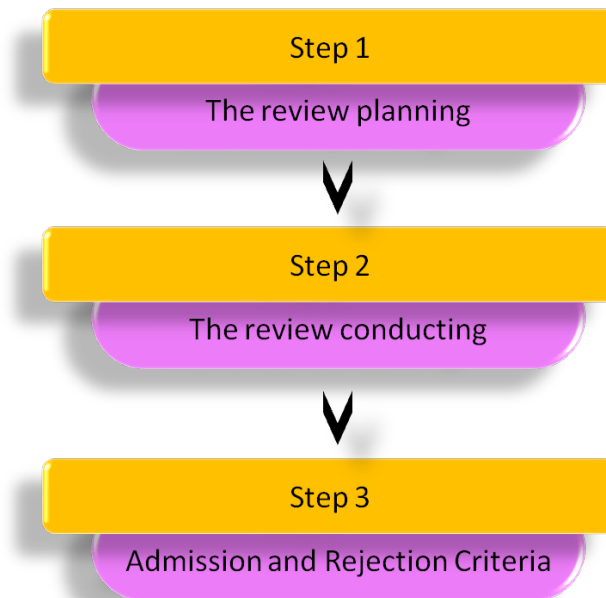 Step 1
The review planning
Step 2
The review conducting
Step 3
Admission and Rejection Criteria